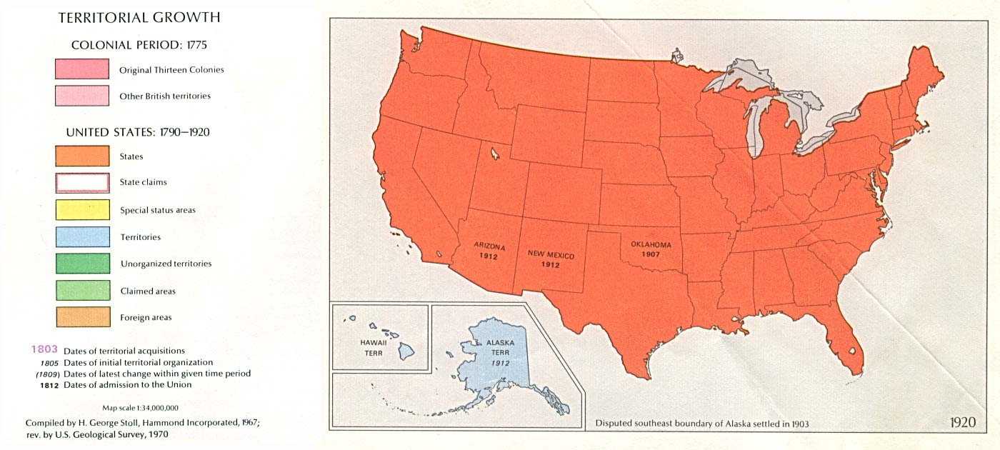 TERRITORIAL GROWTH
COLONIAL PERIOD: 1775
Original Thirteen Colonies
Other British territories
UNITED STATES: 1790–1920
States
State claims
Special status areas
Territories
Unorganized territories
Claimed areas
Foreign areas
1803 Dates of territorial acquisitions
1805 Dates of initial territorial organization
(1809) Dates of latest change within given time period
1812 Dates of admission to the Union
Map scale 1:34,000,000
Compiled by H. George Stoll, Hammond Incorporated, 1967;
rev. by U.S. Geological Survey, 1970
ARIZONA
1912
NEW MEXICO
1912
OKLAHOMA
1907
HAWAII
TERR
ALASKA
TERR
1912
Disputed southeast boundary of Alaska settled in 1903
1920